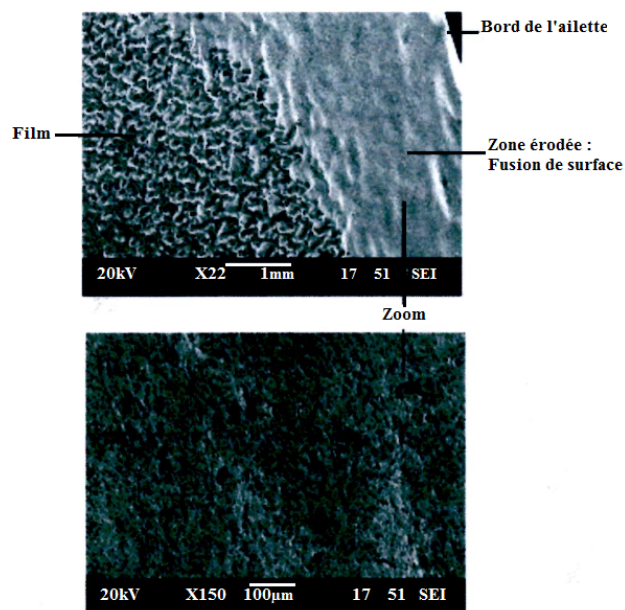 Bord de l'ailette
Film
Zone érodée :
Fusion de surface
20kV X22 1mm 17 51 SEI
Zoom
20kV X150 100µm 17 51 SEI